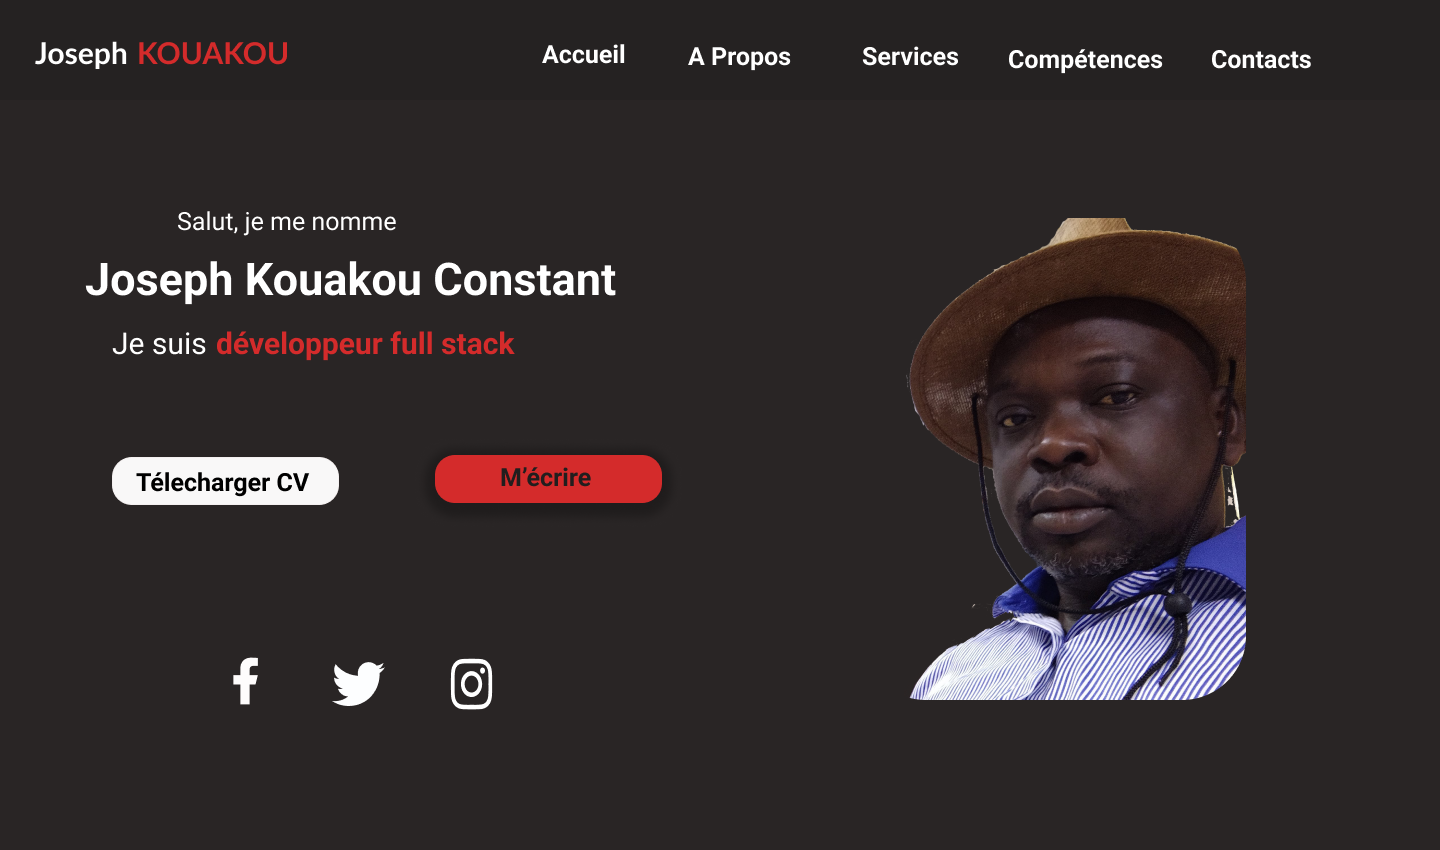 Joseph KOUAKOU
Accueil
A Propos
Services
Compétences
Contacts
Salut, je me nomme
Joseph Kouakou Constant
Je suis développeur full stack
Télecharger CV
M’écrire